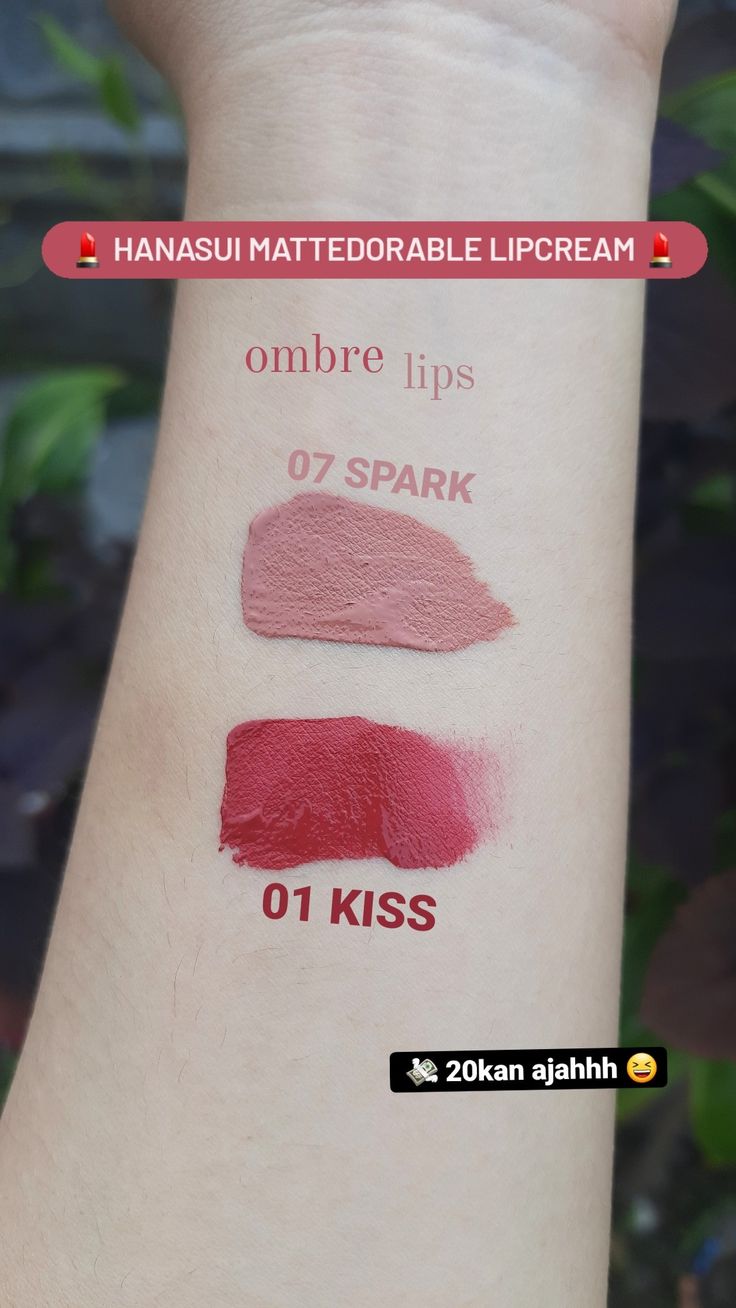 💄 HANASUI MATTEDORABLE LIPCREAM 💄
ombre lips
07 SPARK
01 KISS
💸 20kan ajahhh 😆